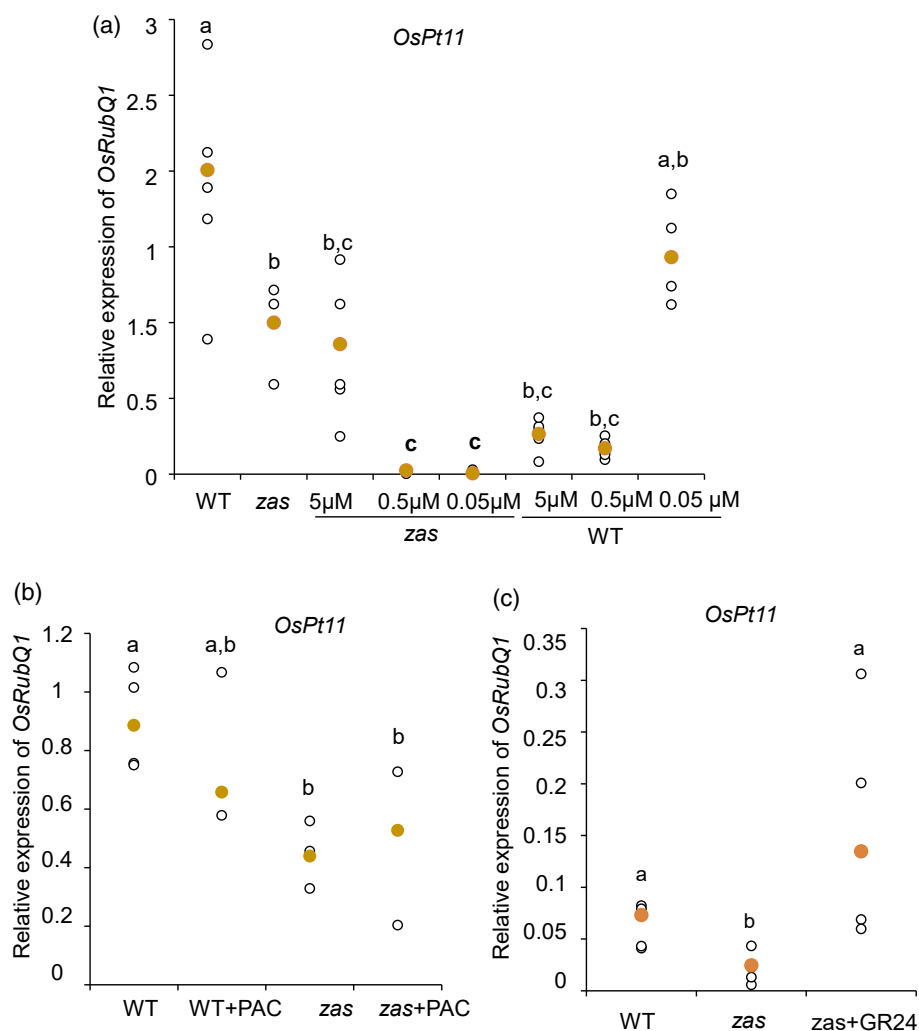 (a)
OsPt11
Relative expression of OsRubQ1
3
2.5
2
1
1.5
0.5
0
a
b
b,c
c
c
b,c
b,c
a,b
WT zas 5µM 0.5µM 0.05µM 5µM 0.5µM 0.05 µM
zas WT
(b)
OsPt11
Relative expression of OsRubQ1
1.2
1
0.8
0.6
0.4
0.2
0
a
a,b
b
b
WT WT+PAC zas zas+PAC
(c)
OsPt11
Relative expression of OsRubQ1
0.35
0.3
0.25
0.2
0.15
0.1
0.05
0
a
b
a
WT zas zas+GR24